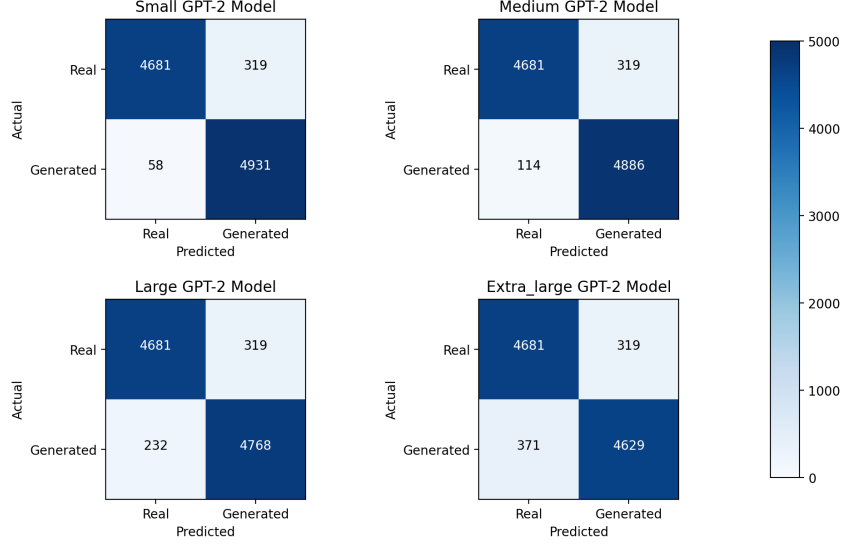 Small GPT-2 Model
Medium GPT-2 Model
Actual
Real
4681
319
Generated
58
4931
Real
Generated
Predicted
Actual
Real
4681
319
Generated
114
4886
Real
Generated
Predicted
Large GPT-2 Model
Extra_large GPT-2 Model
Actual
Real
4681
319
Generated
232
4768
Real
Generated
Predicted
Actual
Real
4681
319
Generated
371
4629
Real
Generated
Predicted
5000
4000
3000
2000
1000
0